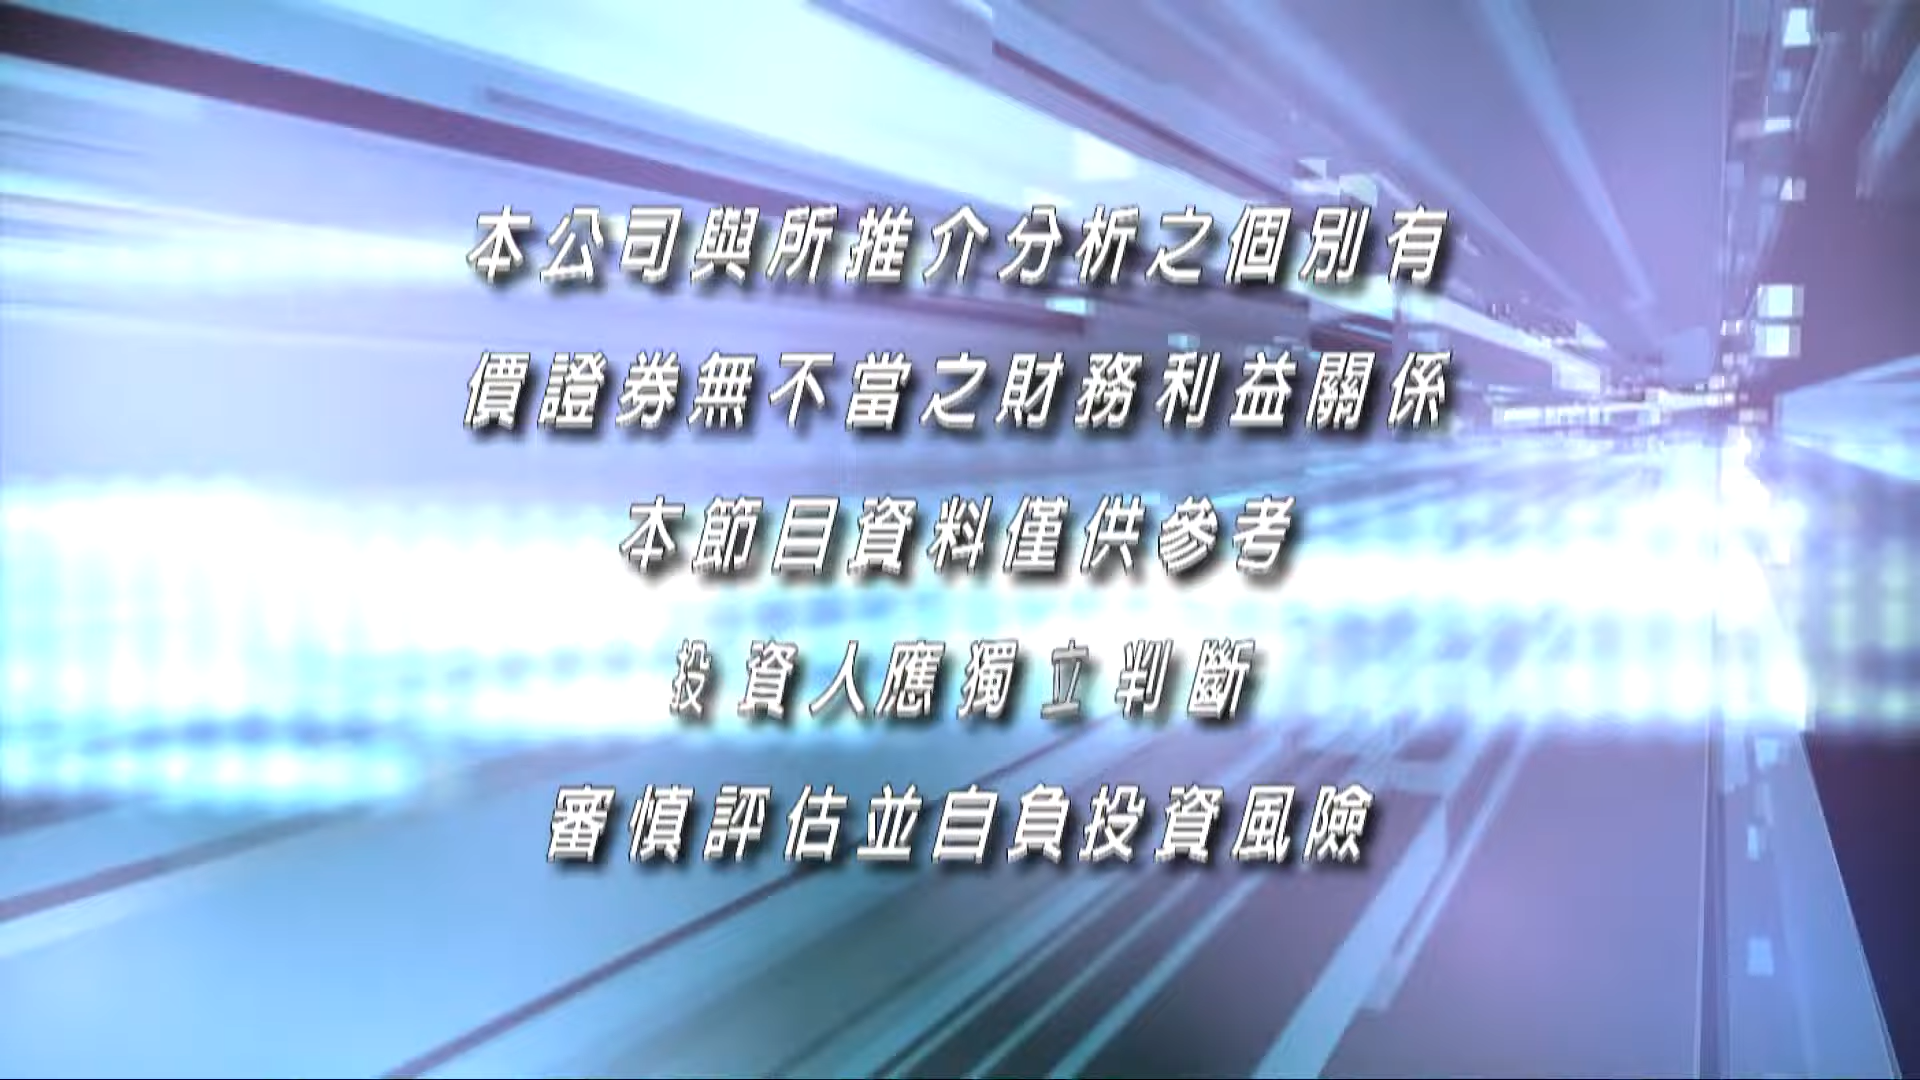 本公司與所推介分析之個別有
價證券無不當之財務利益關係
本節目資料僅供參考
投資人應獨立判斷
審慎評估並自負投資風險